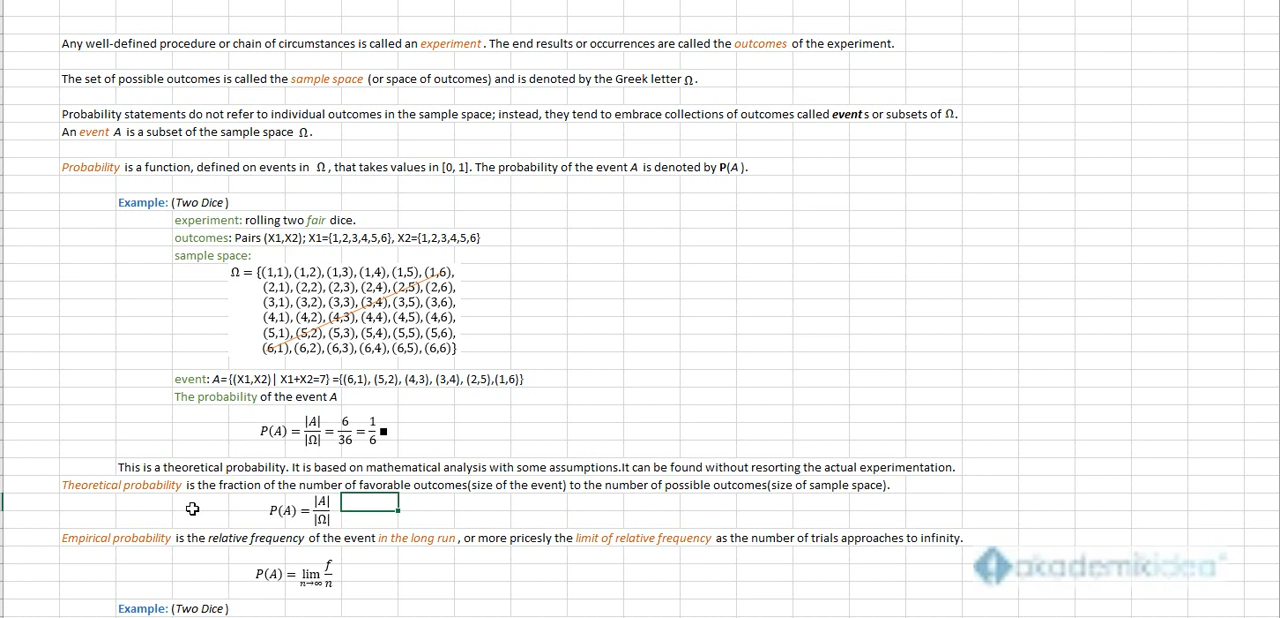 Any well-defined procedure or chain of circumstances is called an experiment. The end results or occurrences are called the outcomes of the experiment.
The set of possible outcomes is called the sample space (or space of outcomes) and is denoted by the Greek letter Ω.
Probability statements do not refer to individual outcomes in the sample space; instead, they tend to embrace collections of outcomes called events or subsets of Ω.
An event A is a subset of the sample space Ω.
Probability is a function, defined on events in Ω, that takes values in [0, 1]. The probability of the event A is denoted by P(A).
Example: (Two Dice)
experiment: rolling two fair dice.
outcomes: Pairs (X1,X2); X1={1,2,3,4,5,6}, X2={1,2,3,4,5,6}
sample space:
Ω = {(1,1), (1,2), (1,3), (1,4), (1,5), (1,6),
(2,1), (2,2), (2,3), (2,4), (2,5), (2,6),
(3,1), (3,2), (3,3), (3,4), (3,5), (3,6),
(4,1), (4,2), (4,3), (4,4), (4,5), (4,6),
(5,1), (5,2), (5,3), (5,4), (5,5), (5,6),
(6,1), (6,2), (6,3), (6,4), (6,5), (6,6)}
event: A={(X1,X2)| X1+X2=7} ={(6,1), (5,2), (4,3), (3,4), (2,5),(1,6)}
The probability of the event A
P(A) = |A|/|Ω| = 6/36 = 1/6 ■
This is a theoretical probability. It is based on mathematical analysis with some assumptions.It can be found without resorting the actual experimentation.
Theoretical probability is the fraction of the number of favorable outcomes(size of the event) to the number of possible outcomes(size of sample space).
P(A) = |A|/|Ω|
Empirical probability is the relative frequency of the event in the long run, or more pricesly the limit of relative frequency as the number of trials approaches to infinity.
P(A) = lim n→∞ f/n
akademikidea
Example: (Two Dice)